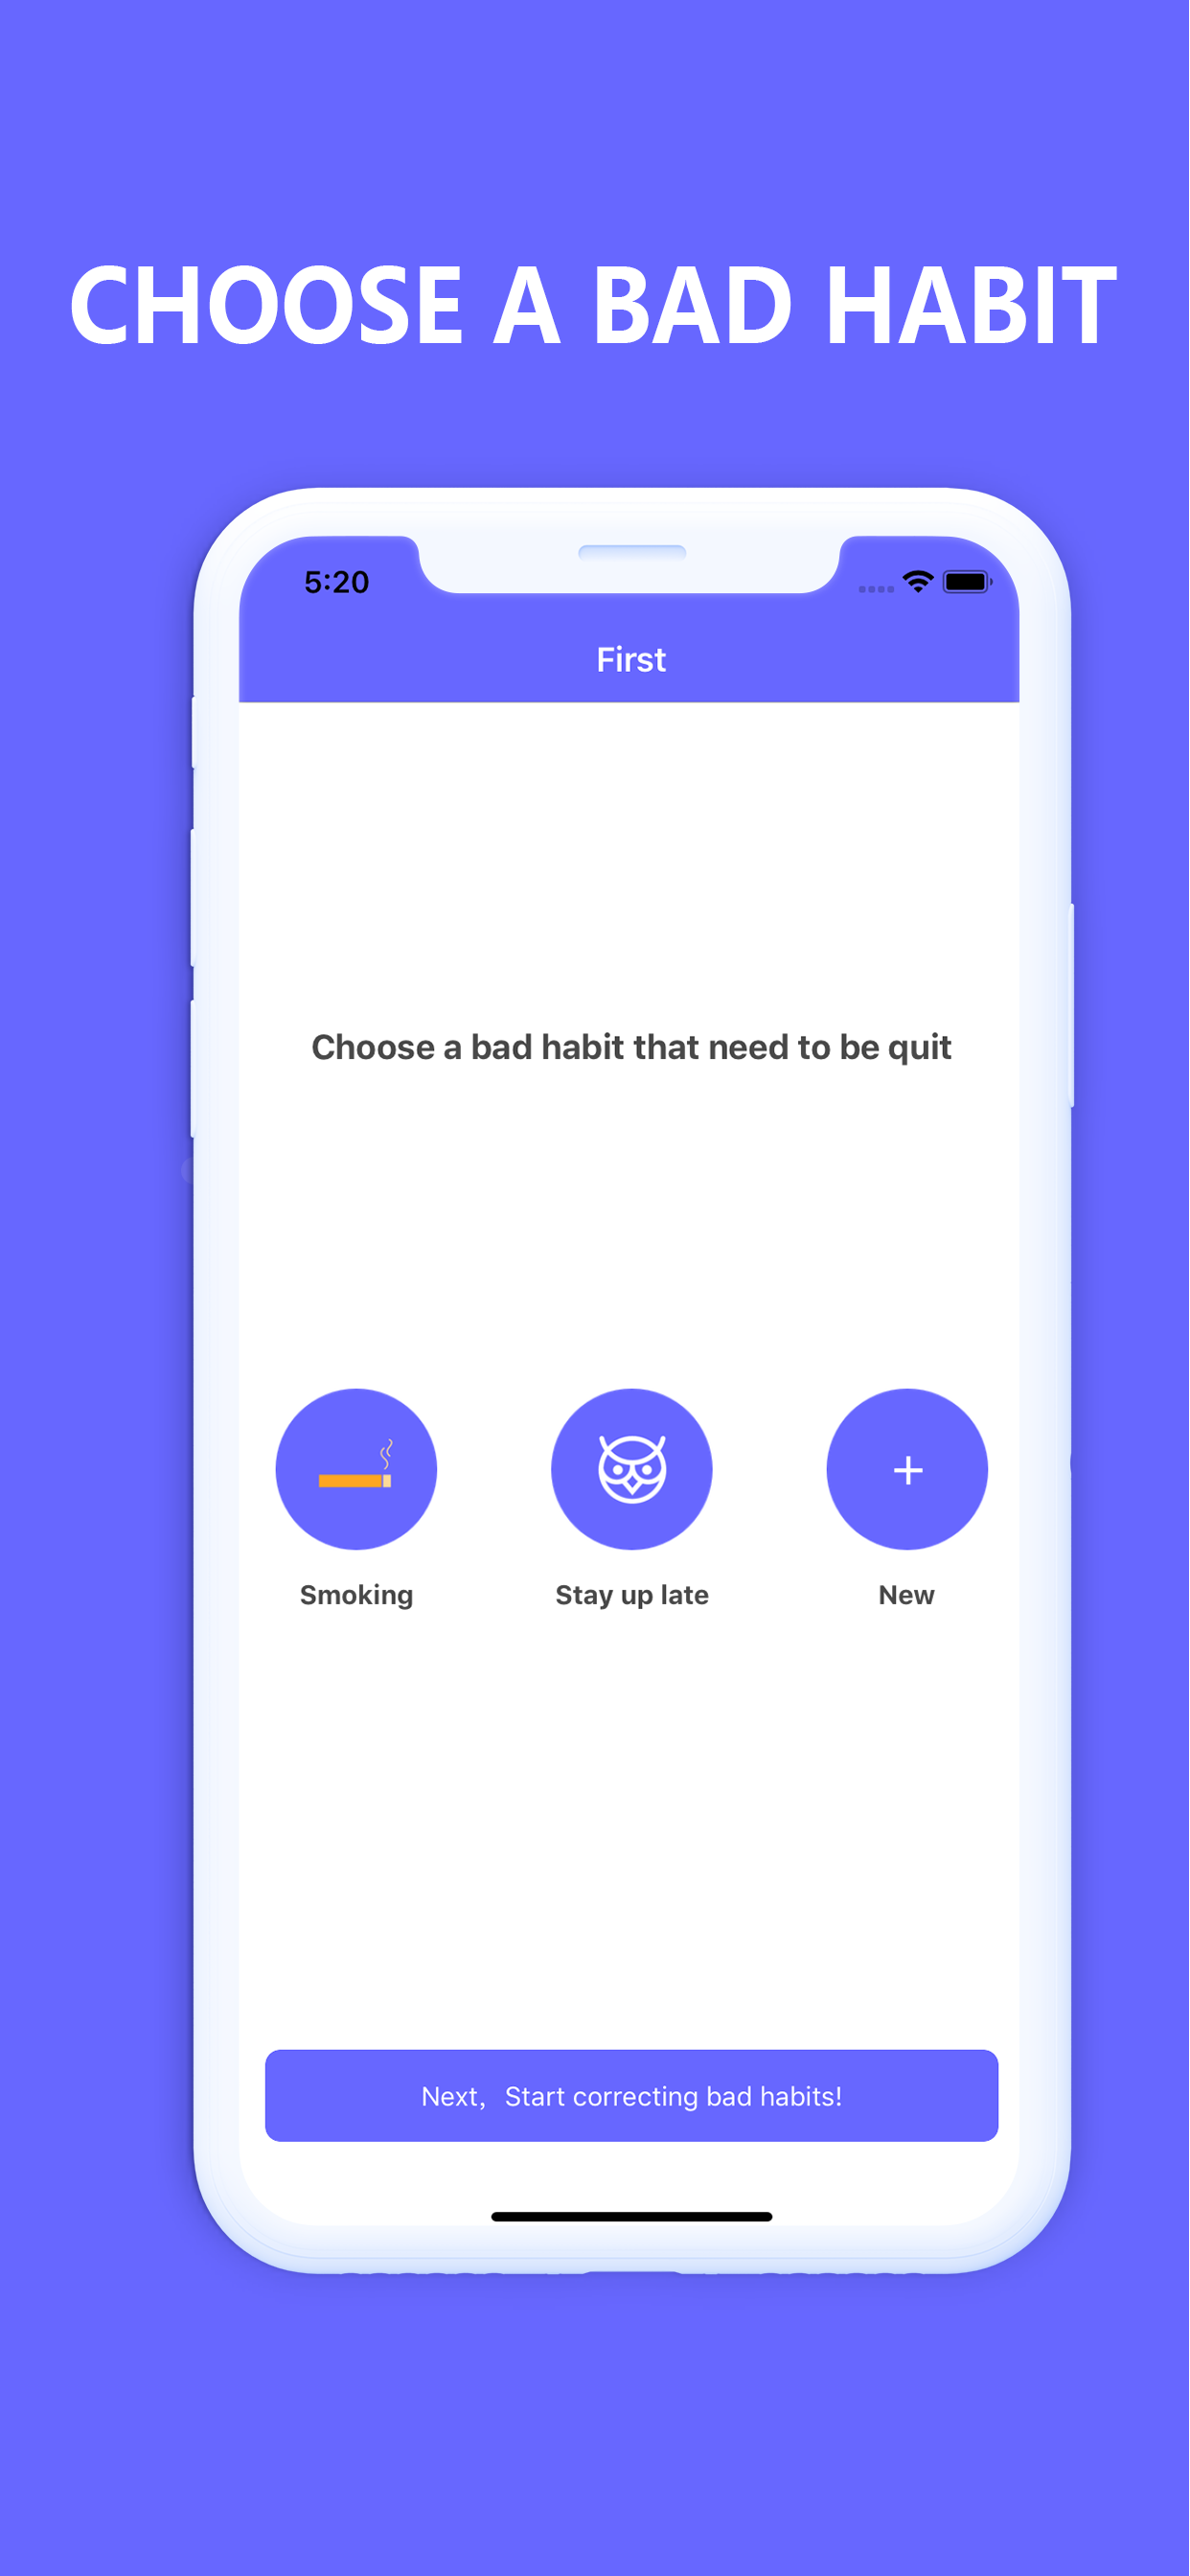 CHOOSE A BAD HABIT
5:20
First
Choose a bad habit that need to be quit
Smoking
Stay up late
New
Next，Start correcting bad habits!